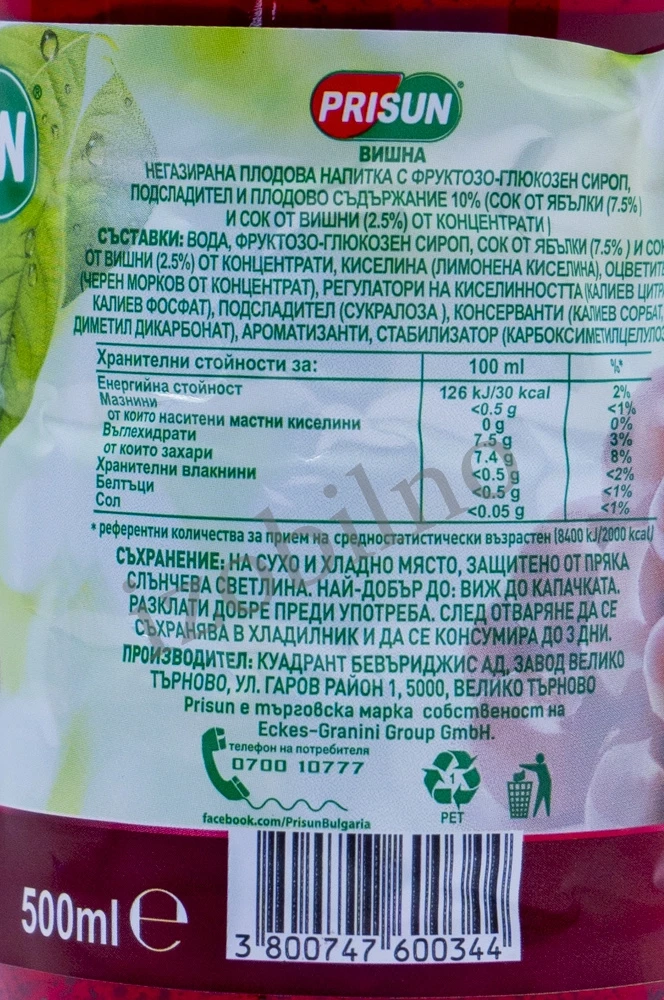 N
PRISUN
ВИШНА
НЕГАЗИРАНА ПЛОДОВА НАПИТКА С ФРУКТОЗО-ГЛЮКОЗЕН СИРОП,
ПОДСЛАДИТЕЛ И ПЛОДОВО СЪДЪРЖАНИЕ 10% (СОК ОТ ЯБЪЛКИ (7.5%)
И СОК ОТ ВИШНИ (2.5%) ОТ КОНЦЕНТРАТИ)
СЪСТАВКИ: ВОДА, ФРУКТОЗО-ГЛЮКОЗЕН СИРОП, СОК ОТ ЯБЪЛКИ (7.5% ) И СОК
ОТ ВИШНИ (2.5%) ОТ КОНЦЕНТРАТИ, КИСЕЛИНА (ЛИМОНЕНА КИСЕЛИНА), ОЦВЕТИТЕ
(ЧЕРЕН МОРКОВ ОТ КОНЦЕНТРАТ), РЕГУЛАТОРИ НА КИСЕЛИННОСТТА (КАЛИЕВ ЦИТРА
КАЛИЕВ ФОСФАТ), ПОДСЛАДИТЕЛ (СУКРАЛОЗА ), КОНСЕРВАНТИ (КАЛИЕВ СОРБАТ,
ДИМЕТИЛ ДИКАРБОНАТ), АРОМАТИЗАНТИ, СТАБИЛИЗАТОР (КАРБОКСИМЕТИЛЦЕЛУЛОЗ
Хранителни стойности за: 100 ml %*
Енергийна стойност 126 kJ/30 kcal 2%
Мазнини <0.5 g <1%
от които наситени мастни киселини 0 g 0%
Въглехидрати 7.5 g 3%
от които захари 7.4 g 8%
Хранителни влакнини <0.5 g <2%
Белтъци <0.5 g <1%
Сол <0.05 g <1%
* референтни количества за прием на средностатистически възрастен (8400 kJ/2000 kcal)
СЪХРАНЕНИЕ: НА СУХО И ХЛАДНО МЯСТО, ЗАЩИТЕНО ОТ ПРЯКА
СЛЪНЧЕВА СВЕТЛИНА. НАЙ-ДОБЪР ДО: ВИЖ ДО КАПАЧКАТА.
РАЗКЛАТИ ДОБРЕ ПРЕДИ УПОТРЕБА. СЛЕД ОТВАРЯНЕ ДА СЕ
СЪХРАНЯВА В ХЛАДИЛНИК И ДА СЕ КОНСУМИРА ДО 3 ДНИ.
ПРОИЗВОДИТЕЛ: КУАДРАНТ БЕВЪРИДЖИС АД, ЗАВОД ВЕЛИКО
ТЪРНОВО, УЛ. ГАРОВ РАЙОН 1, 5000, ВЕЛИКО ТЪРНОВО
Prisun е търговска марка собственост на
Eckes-Granini Group GmbH.
телефон на потребителя
0700 10777
1
PET
facebook.com/PrisunBulgaria
500ml e
3 800747 600344
izobilno